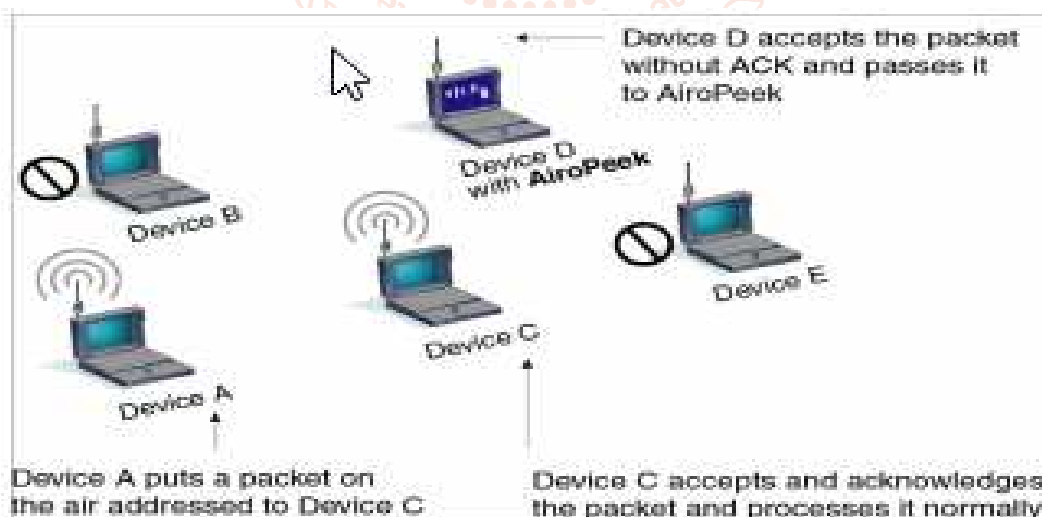 Device D accepts the packet
without ACK and passes it
to AiroPeek
Device D
with AiroPeek
Device B
Device E
Device C
Device A
Device A puts a packet on
the air addressed to Device C
Device C accepts and acknowledges
the packet and processes it normally